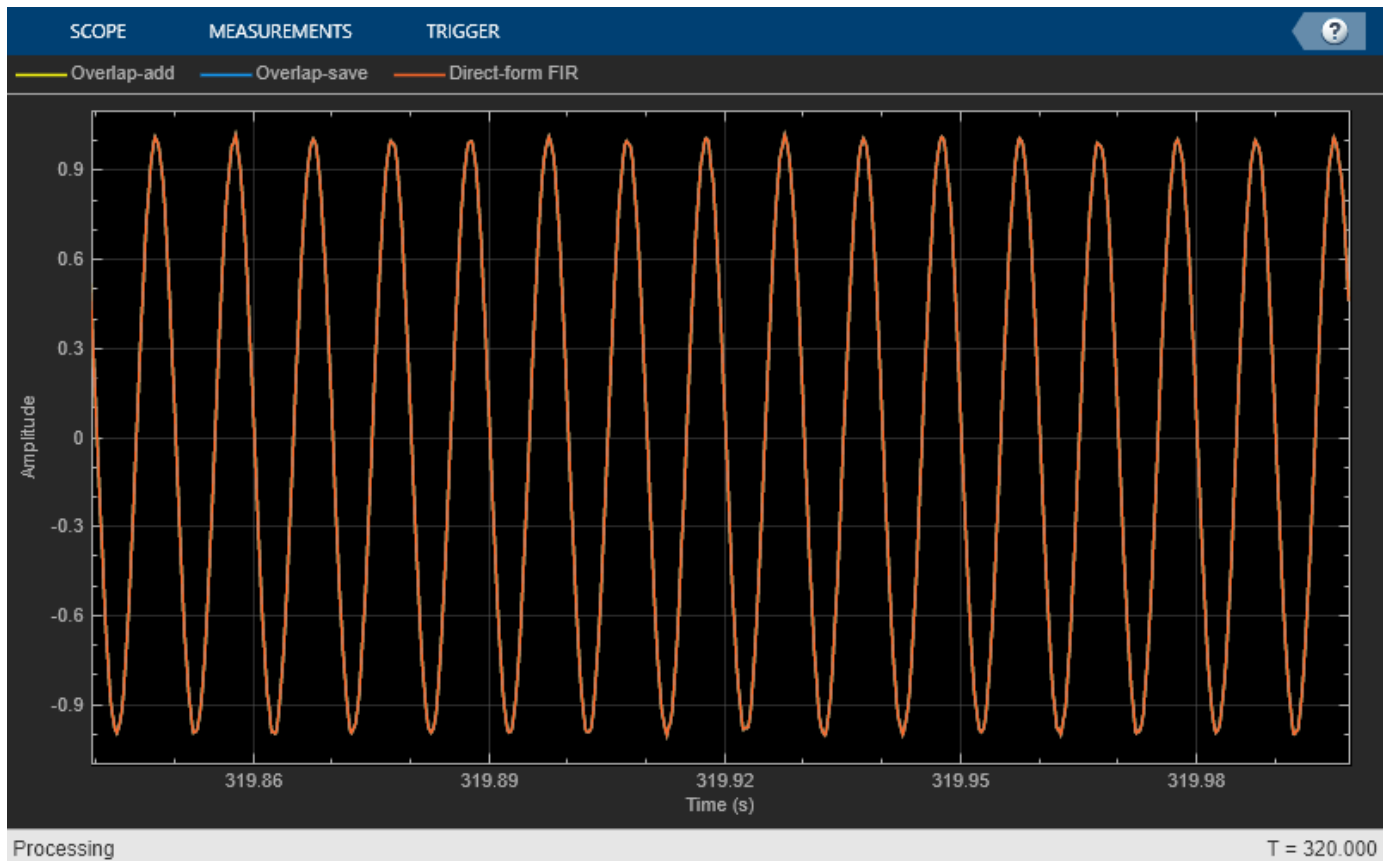 SCOPE MEASUREMENTS TRIGGER ?
Overlap-add Overlap-save Direct-form FIR
0.9
0.6
0.3
0
-0.3
-0.6
-0.9
Amplitude
319.86 319.89 319.92 319.95 319.98
Time (s)
Processing T = 320.000